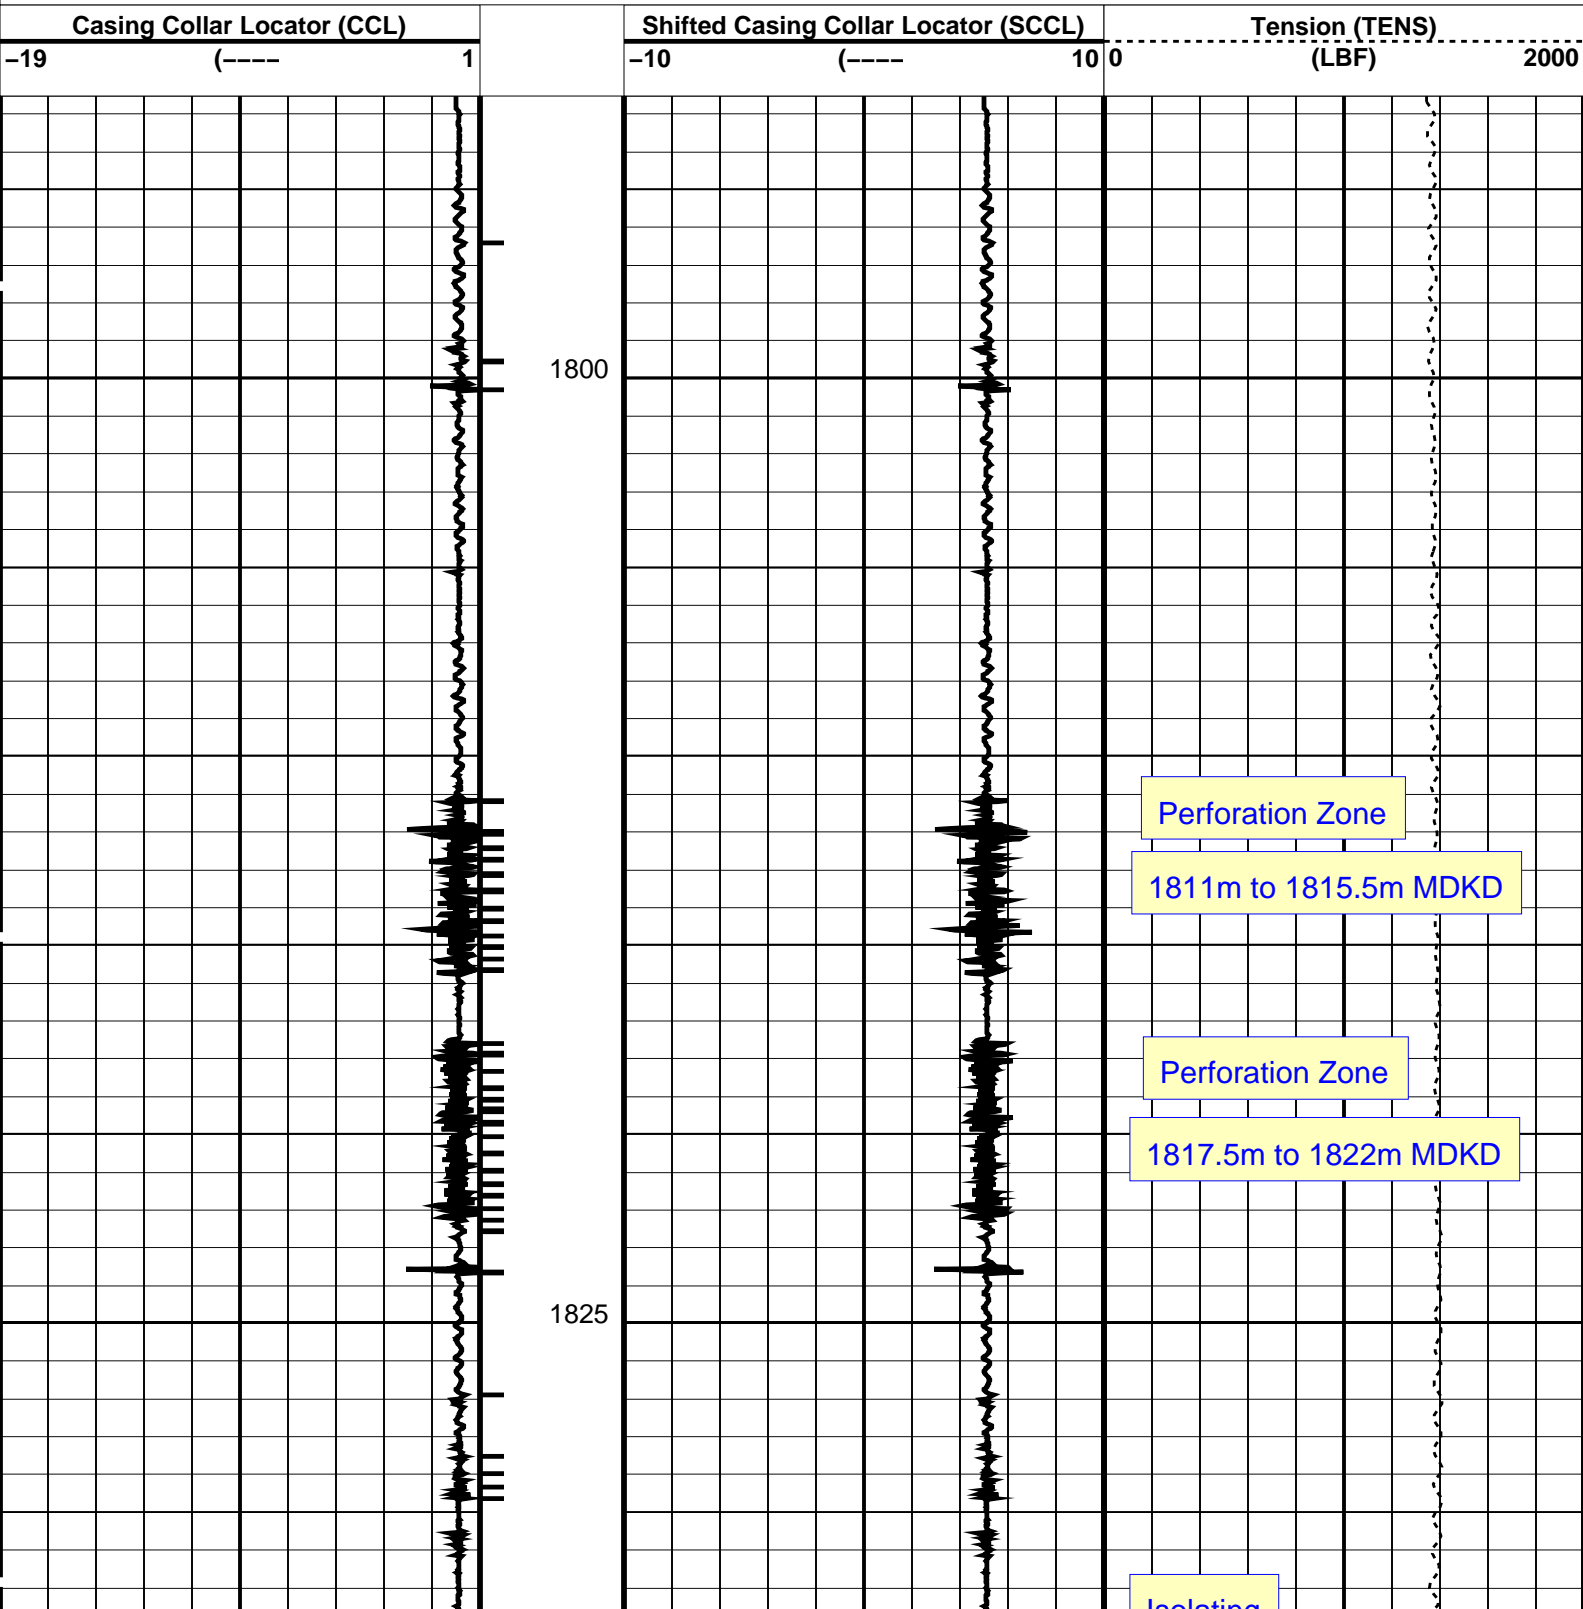 Casing Collar Locator (CCL)
−19 (−−−− 1
Shifted Casing Collar Locator (SCCL)
−10 (−−−− 10
Tension (TENS)
0 (LBF) 2000
1800
Perforation Zone
1811m to 1815.5m MDKD
Perforation Zone
1817.5m to 1822m MDKD
1825
Isolating